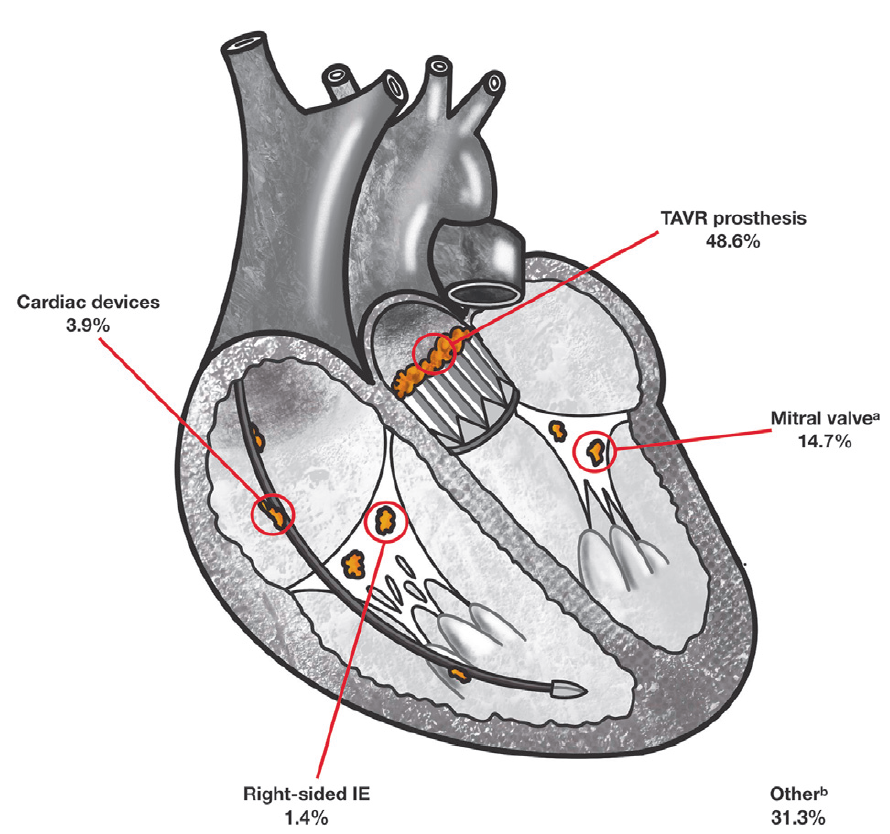 TAVR prosthesis
48.6%
Cardiac devices
3.9%
Mitral valveᵃ
14.7%
Right-sided IE
1.4%
Otherᵇ
31.3%